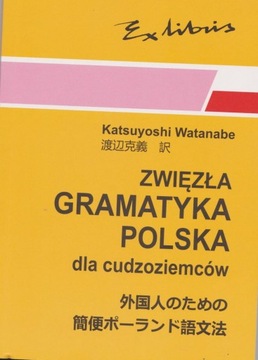 Ex libris
Katsuyoshi Watanabe
渡辺克義 訳
ZWIĘZŁA
GRAMATYKA
POLSKA
dla cudzoziemców
外国人のための
簡便ポーランド語文法